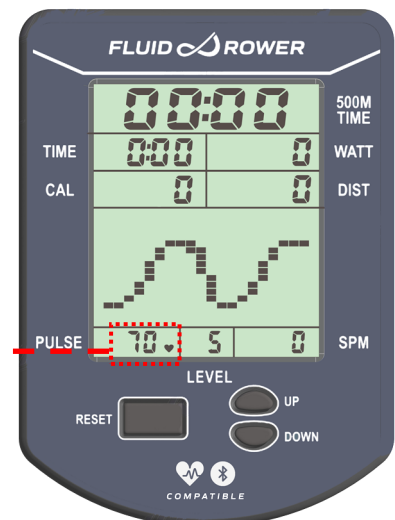 FLUID ROWER
00:00 500M TIME
TIME 0:00 0 WATT
CAL 0 0 DIST
PULSE 70 5 0 SPM
LEVEL
RESET UP
DOWN
COMPATIBLE